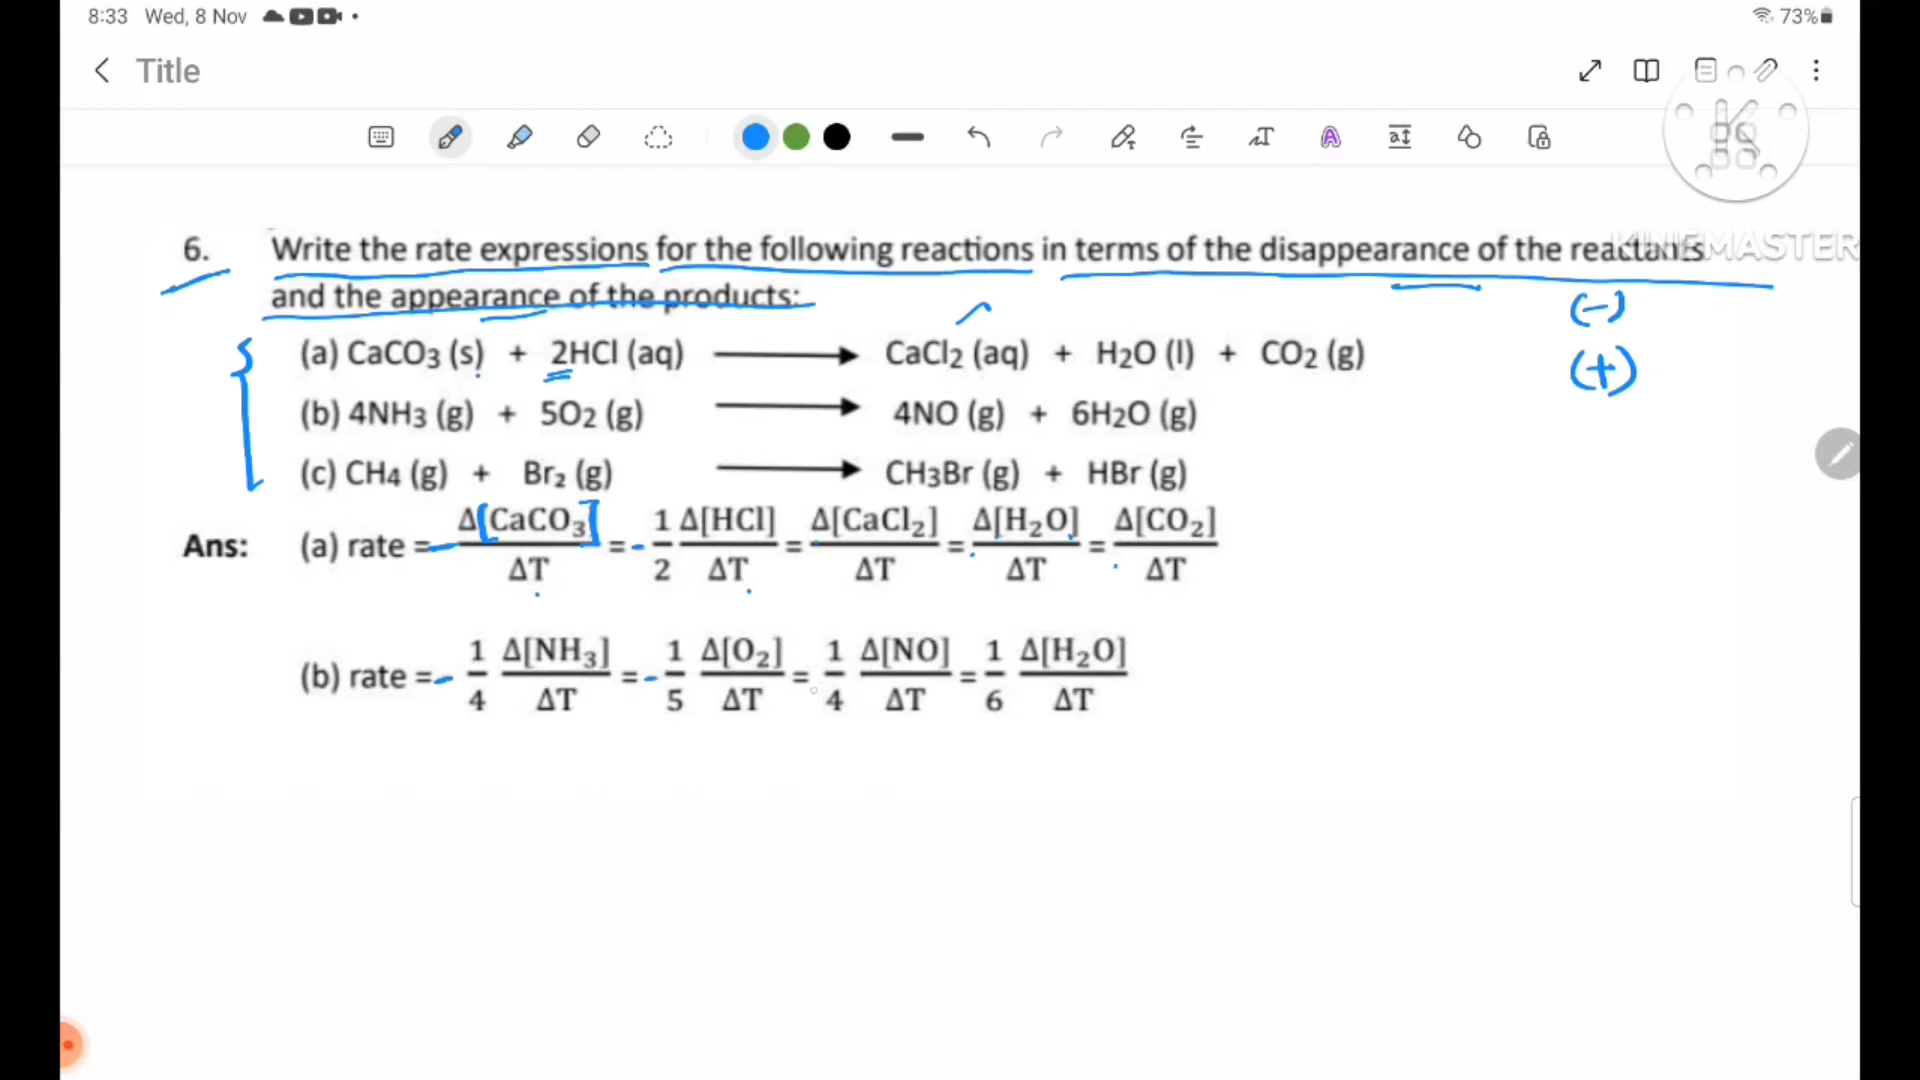 8:33 Wed, 8 Nov 73%
Title
KINEMASTER
6. Write the rate expressions for the following reactions in terms of the disappearance of the reactants
and the appearance of the products:
(-)
(a) CaCO3 (s) + 2HCl (aq) ⟶ CaCl2 (aq) + H2O (l) + CO2 (g)
(+)
(b) 4NH3 (g) + 5O2 (g) ⟶ 4NO (g) + 6H2O (g)
(c) CH4 (g) + Br2 (g) ⟶ CH3Br (g) + HBr (g)
Ans: (a) rate = - Δ[CaCO3]/ΔT = - 1/2 Δ[HCl]/ΔT = Δ[CaCl2]/ΔT = Δ[H2O]/ΔT = Δ[CO2]/ΔT
(b) rate = - 1/4 Δ[NH3]/ΔT = - 1/5 Δ[O2]/ΔT = 1/4 Δ[NO]/ΔT = 1/6 Δ[H2O]/ΔT